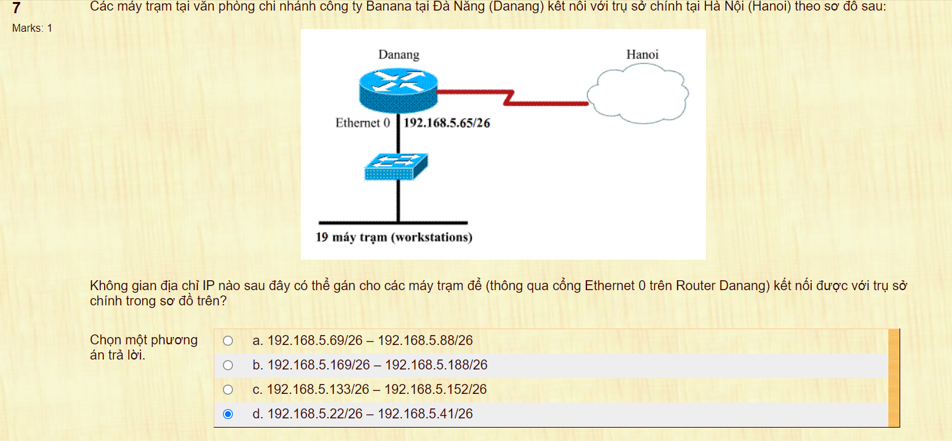 7
Marks: 1
Các máy trạm tại văn phòng chi nhánh công ty Banana tại Đà Nẵng (Danang) kết nối với trụ sở chính tại Hà Nội (Hanoi) theo sơ đồ sau:
Danang
Hanoi
Ethernet 0
192.168.5.65/26
19 máy trạm (workstations)
Không gian địa chỉ IP nào sau đây có thể gán cho các máy trạm để (thông qua cổng Ethernet 0 trên Router Danang) kết nối được với trụ sở
chính trong sơ đồ trên?
Chọn một phương
án trả lời.
a. 192.168.5.69/26 – 192.168.5.88/26
b. 192.168.5.169/26 – 192.168.5.188/26
c. 192.168.5.133/26 – 192.168.5.152/26
d. 192.168.5.22/26 – 192.168.5.41/26